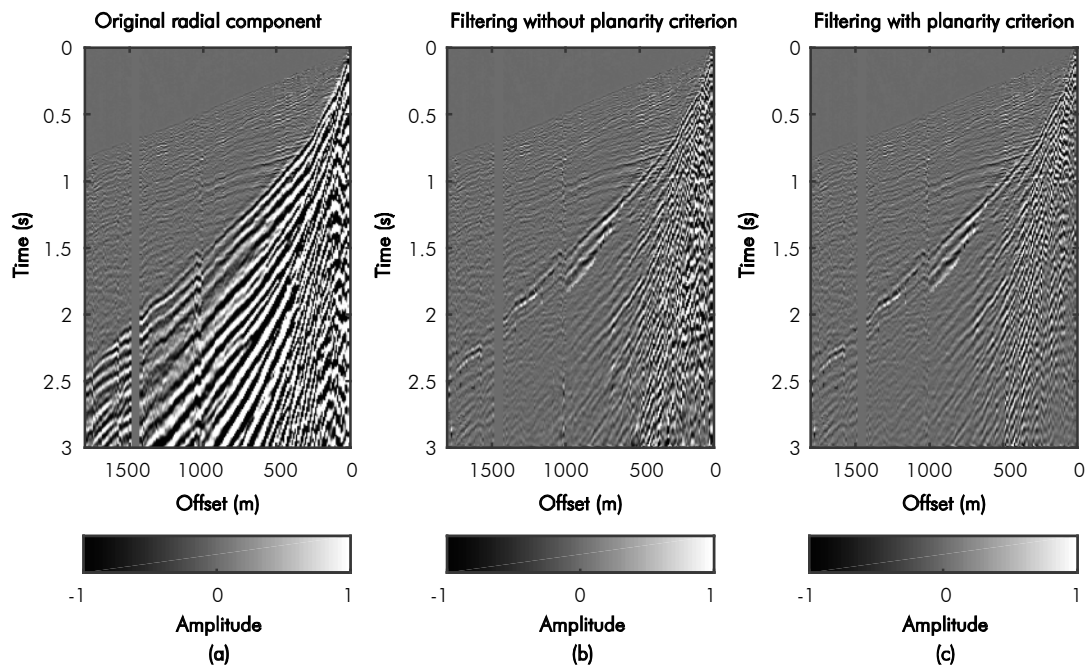 Original radial component
Filtering without planarity criterion
Filtering with planarity criterion
0
0.5
1
1.5
2
2.5
3
Time (s)
1500 1000 500 0
Offset (m)
-1 0 1
Amplitude
(a)
0
0.5
1
1.5
2
2.5
3
Time (s)
1500 1000 500 0
Offset (m)
-1 0 1
Amplitude
(b)
0
0.5
1
1.5
2
2.5
3
Time (s)
1500 1000 500 0
Offset (m)
-1 0 1
Amplitude
(c)